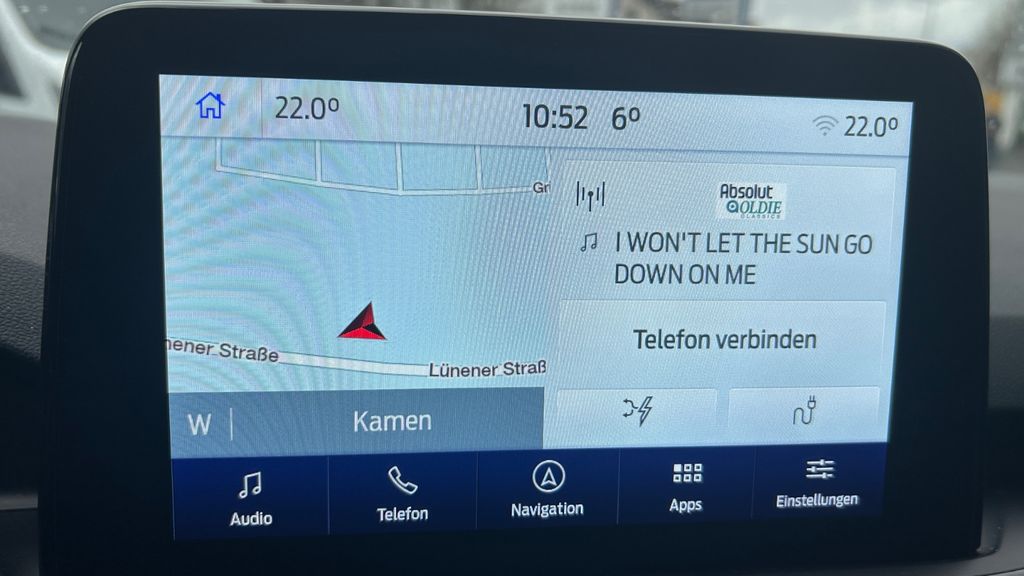 22.0°
10:52 6°
22.0°
Gr
Absolut
OLDIE
CLASSICS
I WON'T LET THE SUN GO
DOWN ON ME
Telefon verbinden
nener Straße
Lünener Straß
W
Kamen
Audio
Telefon
Navigation
Apps
Einstellungen